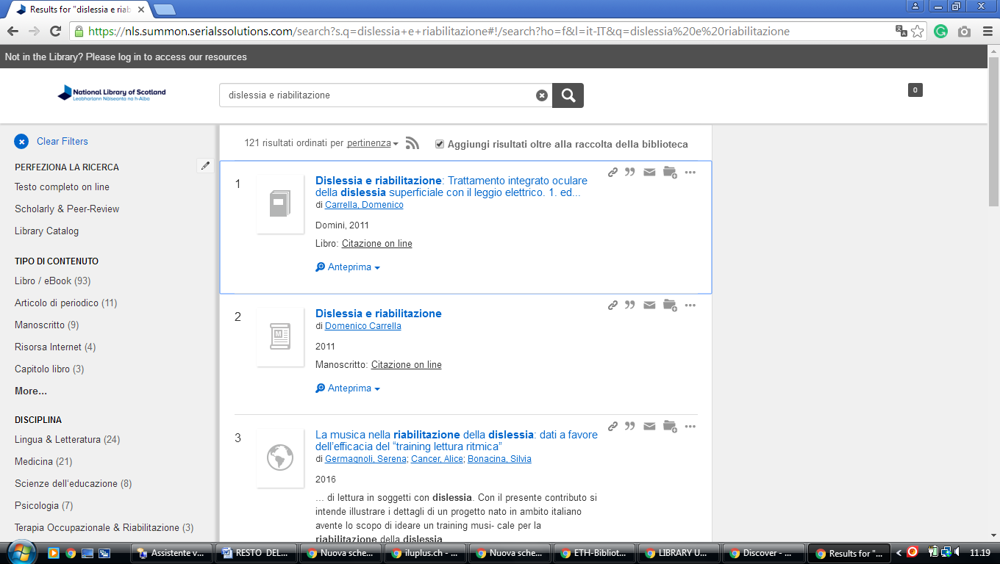 Results for "dislessia e riab
https://nls.summon.serialssolutions.com/search?s.q=dislessia+e+riabilitazione#!/search?ho=f&l=it-IT&q=dislessia%20e%20riabilitazione
Not in the Library? Please log in to access our resources
National Library of Scotland
Leabharlann Nàiseanta na h-Alba
dislessia e riabilitazione
0
Clear Filters
PERFEZIONA LA RICERCA
Testo completo on line
Scholarly & Peer-Review
Library Catalog
TIPO DI CONTENUTO
Libro / eBook (93)
Articolo di periodico (11)
Manoscritto (9)
Risorsa Internet (4)
Capitolo libro (3)
More...
DISCIPLINA
Lingua & Letteratura (24)
Medicina (21)
Scienze dell'educazione (8)
Psicologia (7)
Terapia Occupazionale & Riabilitazione (3)
121 risultati ordinati per pertinenza
Aggiungi risultati oltre alla raccolta della biblioteca
1
Dislessia e riabilitazione: Trattamento integrato oculare
della dislessia superficiale con il leggio elettrico. 1. ed...
di Carrella, Domenico
Domini, 2011
Libro: Citazione on line
Anteprima
2
Dislessia e riabilitazione
di Domenico Carrella
2011
Manoscritto: Citazione on line
Anteprima
3
La musica nella riabilitazione della dislessia: dati a favore
dell'efficacia del “training lettura ritmica”
di Germagnoli, Serena; Cancer, Alice; Bonacina, Silvia
2016
... di lettura in soggetti con dislessia. Con il presente contributo si
intende illustrare i dettagli di un progetto nato in ambito italiano
avente lo scopo di ideare un training musi- cale per la
riabilitazione della dislessia
Assistente v...
RESTO DEL...
Nuova sche...
iluplus.ch - ...
Nuova sche...
ETH-Bibliot...
LIBRARY U...
Discover - ...
Results for "...
11.19